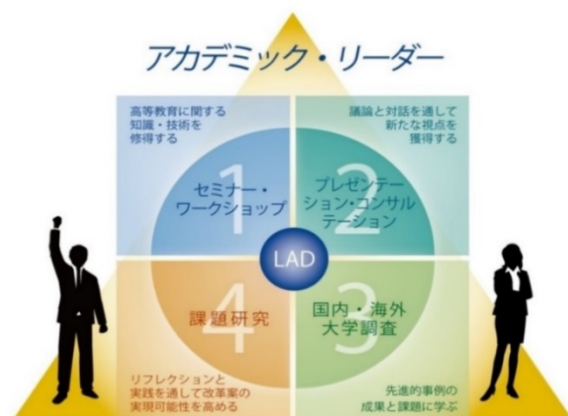 アカデミック・リーダー
高等教育に関する
知識・技術を
修得する
議論と対話を通して
新たな視点を
獲得する
1
セミナー・
ワークショップ
2
プレゼンテー
ション・コンサル
テーション
LAD
4
課題研究
3
国内・海外
大学調査
リフレクションと
実践を通して改革案の
実現可能性を高める
先進的事例の
成果と課題に学ぶ